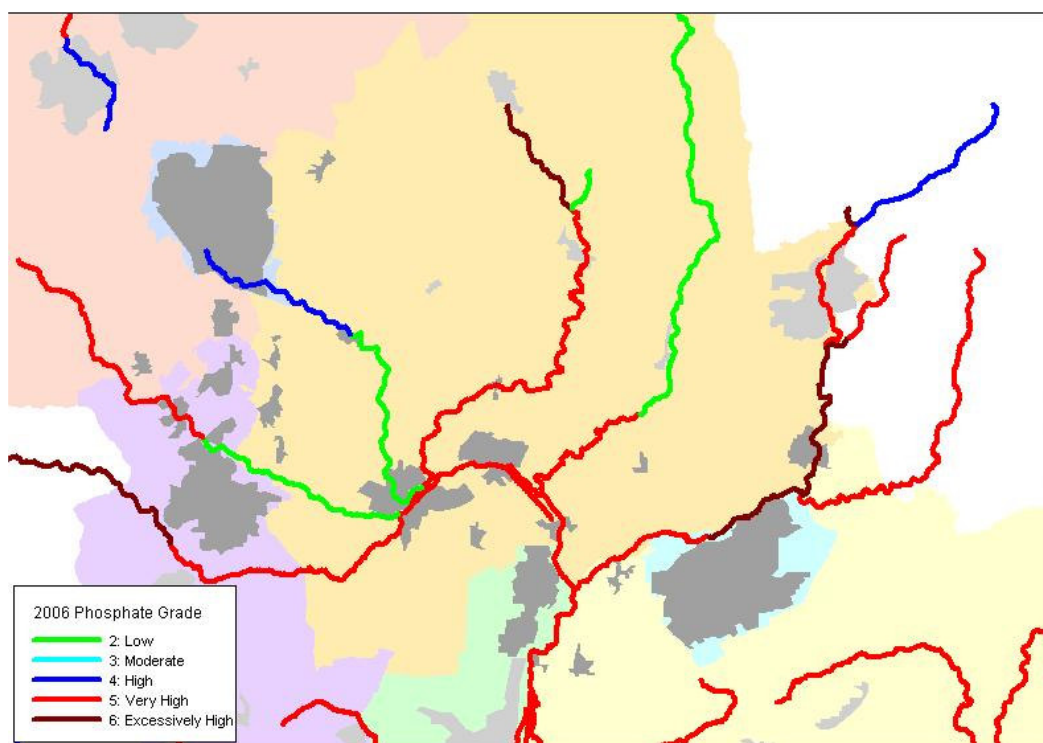 2006 Phosphate Grade
2: Low
3: Moderate
4: High
5: Very High
6: Excessively High